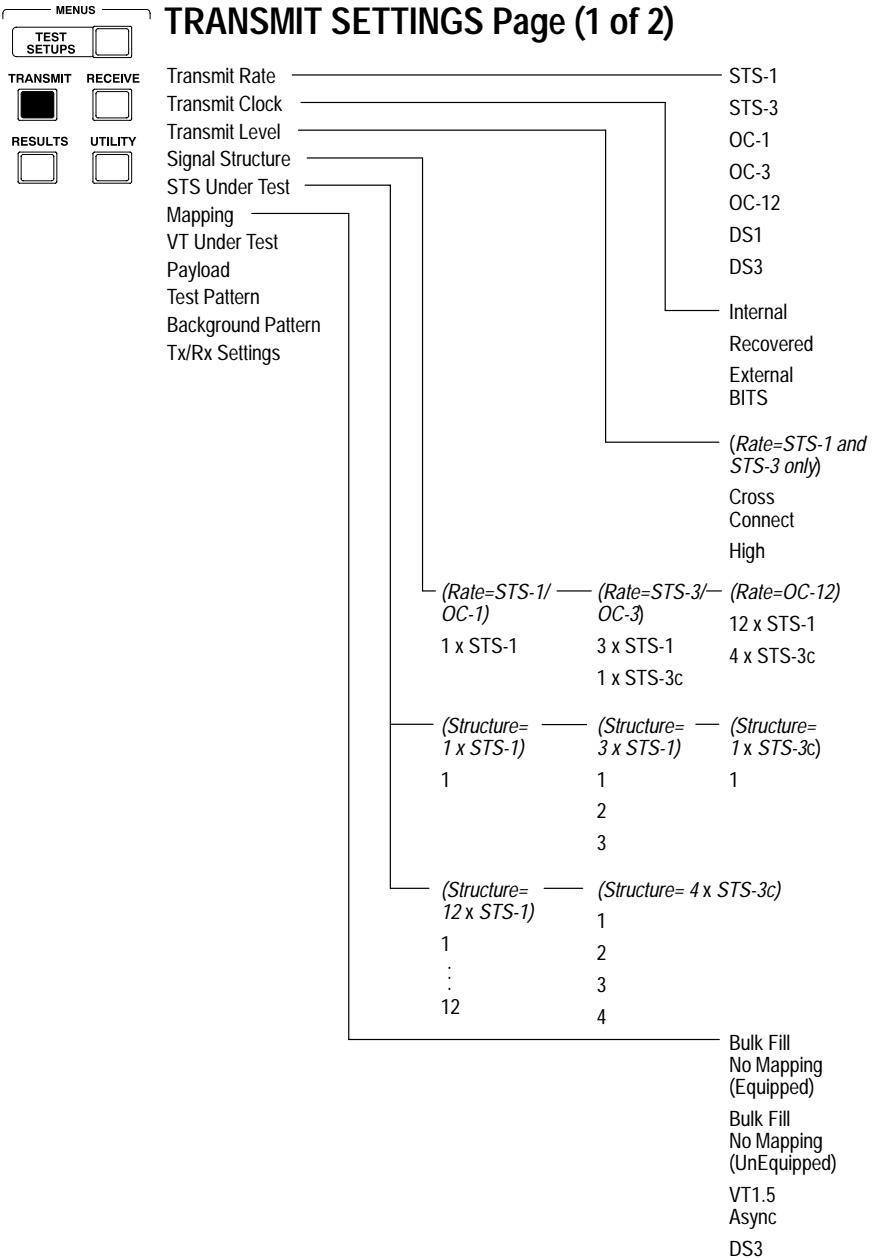 MENUS
TEST
SETUPS
TRANSMIT RECEIVE
RESULTS UTILITY
TRANSMIT SETTINGS Page (1 of 2)
Transmit Rate
Transmit Clock
Transmit Level
Signal Structure
STS Under Test
Mapping
VT Under Test
Payload
Test Pattern
Background Pattern
Tx/Rx Settings
STS-1
STS-3
OC-1
OC-3
OC-12
DS1
DS3
Internal
Recovered
External
BITS
(Rate=STS-1 and
STS-3 only)
Cross
Connect
High
(Rate=STS-1/
OC-1)
1 x STS-1
(Rate=STS-3/
OC-3)
3 x STS-1
1 x STS-3c
(Rate=OC-12)
12 x STS-1
4 x STS-3c
(Structure=
1 x STS-1)
1
(Structure=
3 x STS-1)
1
2
3
(Structure=
1 x STS-3c)
1
(Structure=
12 x STS-1)
1
.
.
.
12
(Structure= 4 x STS-3c)
1
2
3
4
Bulk Fill
No Mapping
(Equipped)
Bulk Fill
No Mapping
(UnEquipped)
VT1.5
Async
DS3